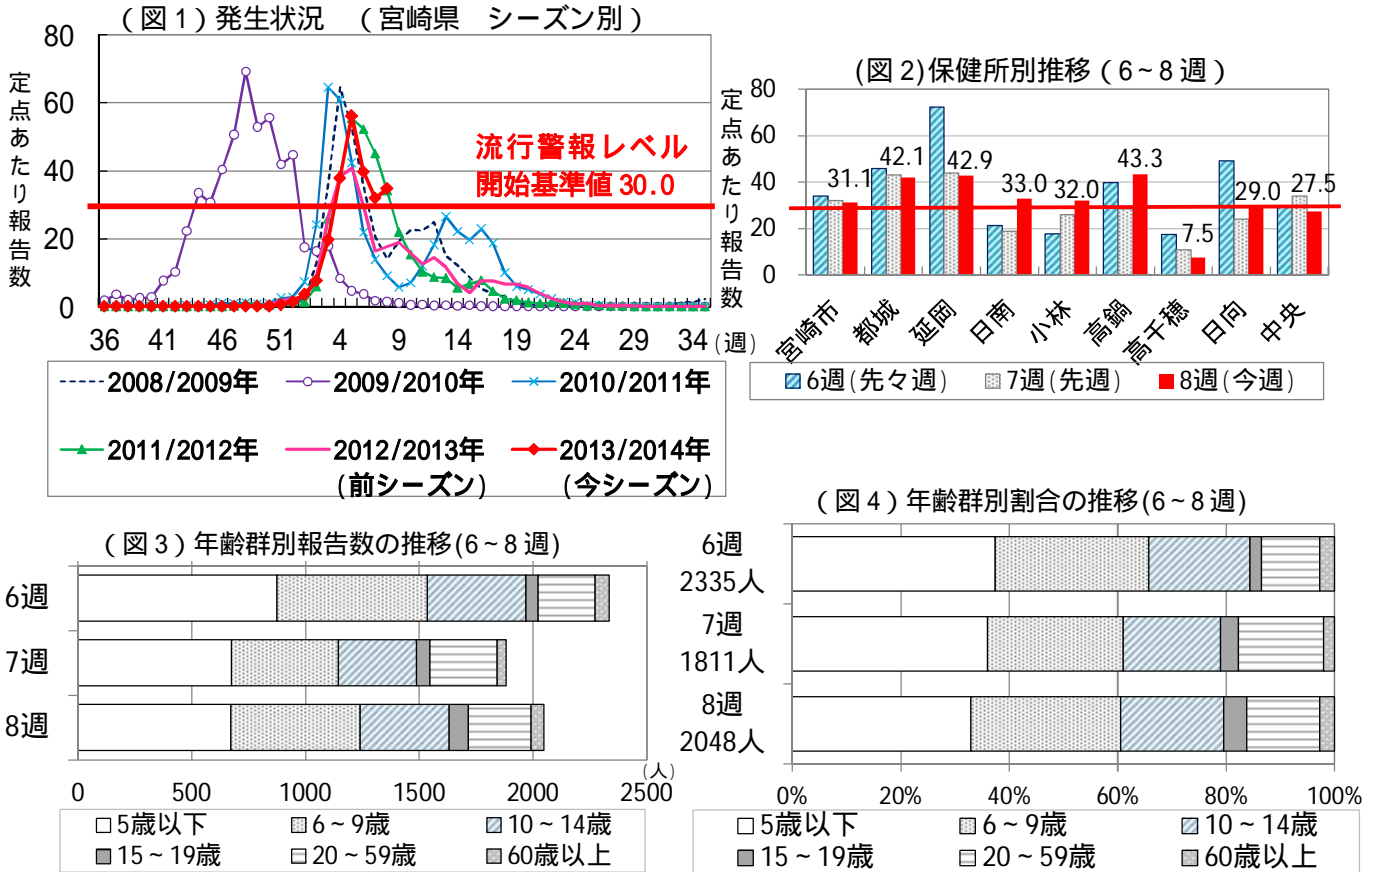 （図１）発生状況　（宮崎県　シーズン別）
80
60
40
20
0
定点あたり報告数
流行警報レベル
開始基準値 30.0
36 41 46 51 4 9 14 19 24 29 34 (週)
2008/2009年 2009/2010年 2010/2011年
2011/2012年 2012/2013年 2013/2014年
(前シーズン) (今シーズン)
(図２)保健所別推移（６~８週）
80
60
40
20
0
定点あたり報告数
31.1 42.1 42.9 33.0 32.0 43.3 7.5 29.0 27.5
宮崎市 都城 延岡 日南 小林 高鍋 高千穂 日向 中央
6週(先々週) 7週(先週) 8週(今週)
（図３）年齢群別報告数の推移(６~８週)
6週
7週
8週
(人)
0 500 1000 1500 2000 2500
5歳以下 6～9歳 10～14歳
15～19歳 20～59歳 60歳以上
（図４）年齢群別割合の推移(６~８週)
6週
2335人
7週
1811人
8週
2048人
0% 20% 40% 60% 80% 100%
5歳以下 6～9歳 10～14歳
15～19歳 20～59歳 60歳以上